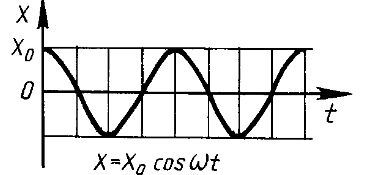 X
X₀
0
t
X=X₀ cos ωt